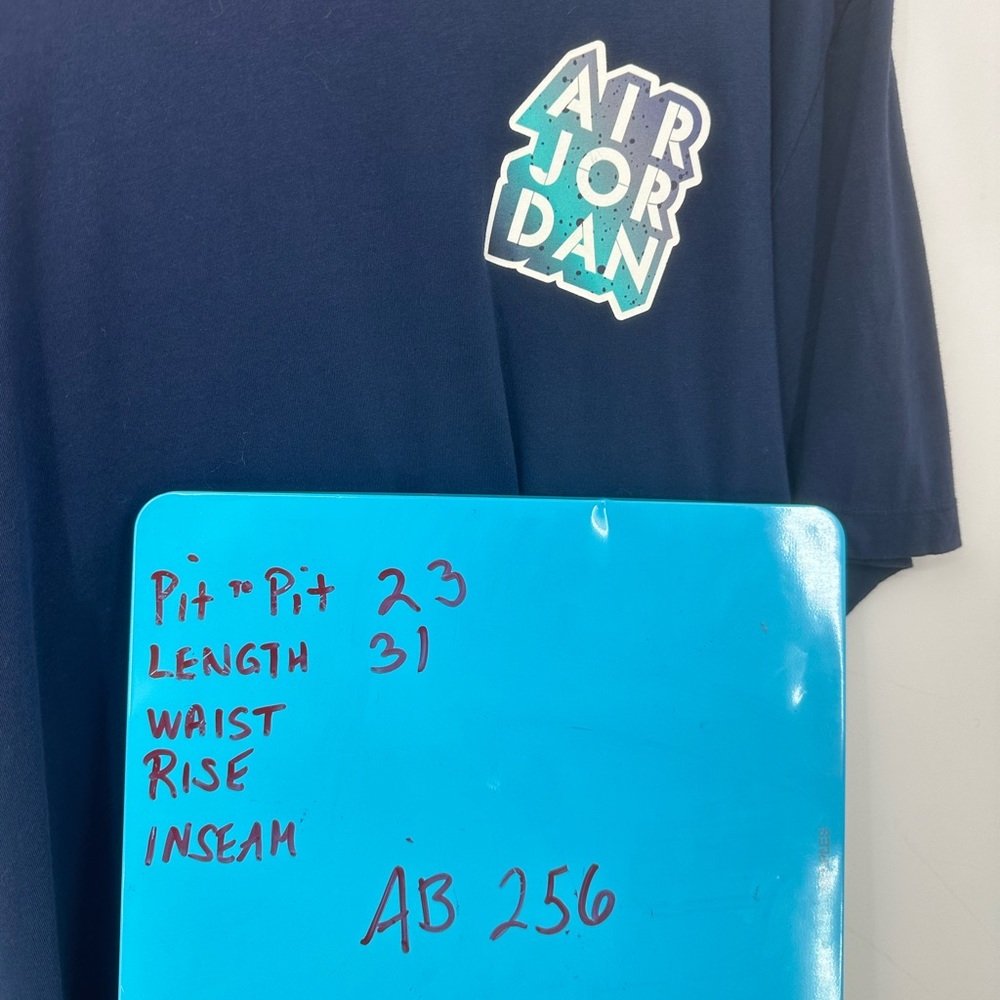 AIR
JOR
DAN
Pit TO Pit 23
LENGTH 31
WAIST
RISE
INSEAM
AB 256